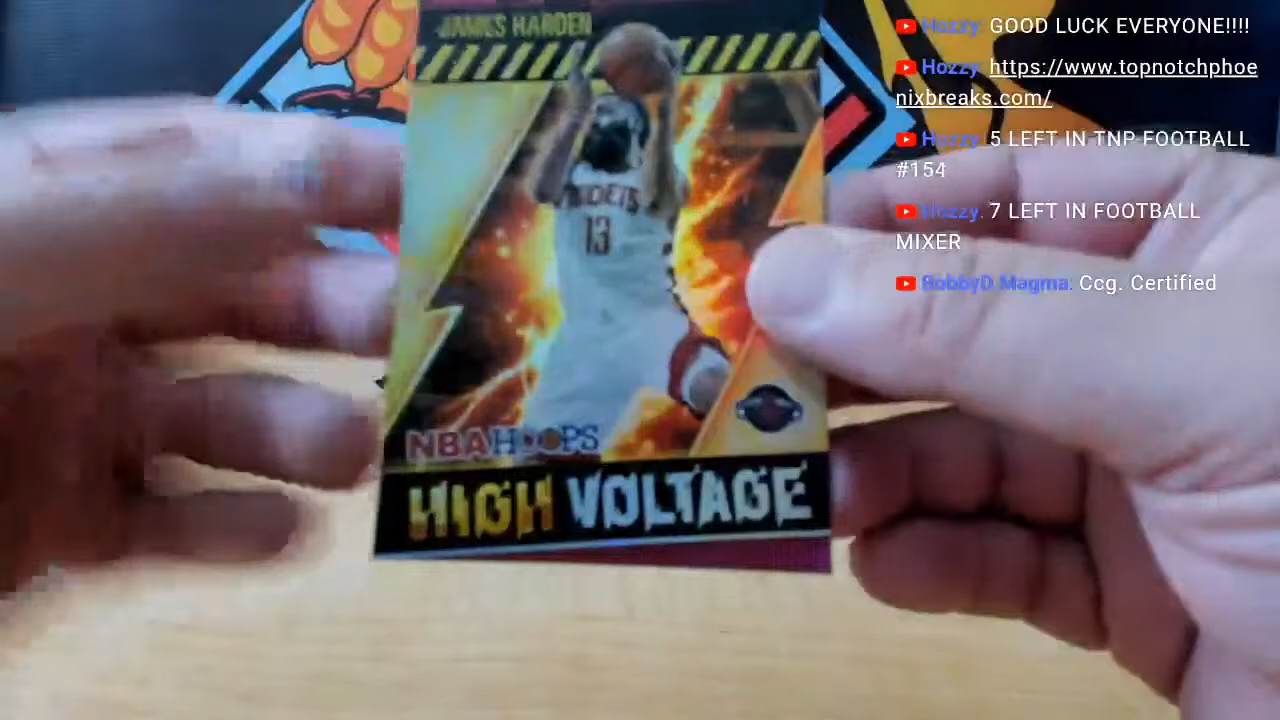 JAMES HARDEN
13
NBA HOOPS
HIGH VOLTAGE
Hozzy: GOOD LUCK EVERYONE!!!!
Hozzy: https://www.topnotchphoe
nixbreaks.com/
Hozzy: 5 LEFT IN TNP FOOTBALL
#154
Hozzy: 7 LEFT IN FOOTBALL
MIXER
BobbyD Magma: Ccg. Certified